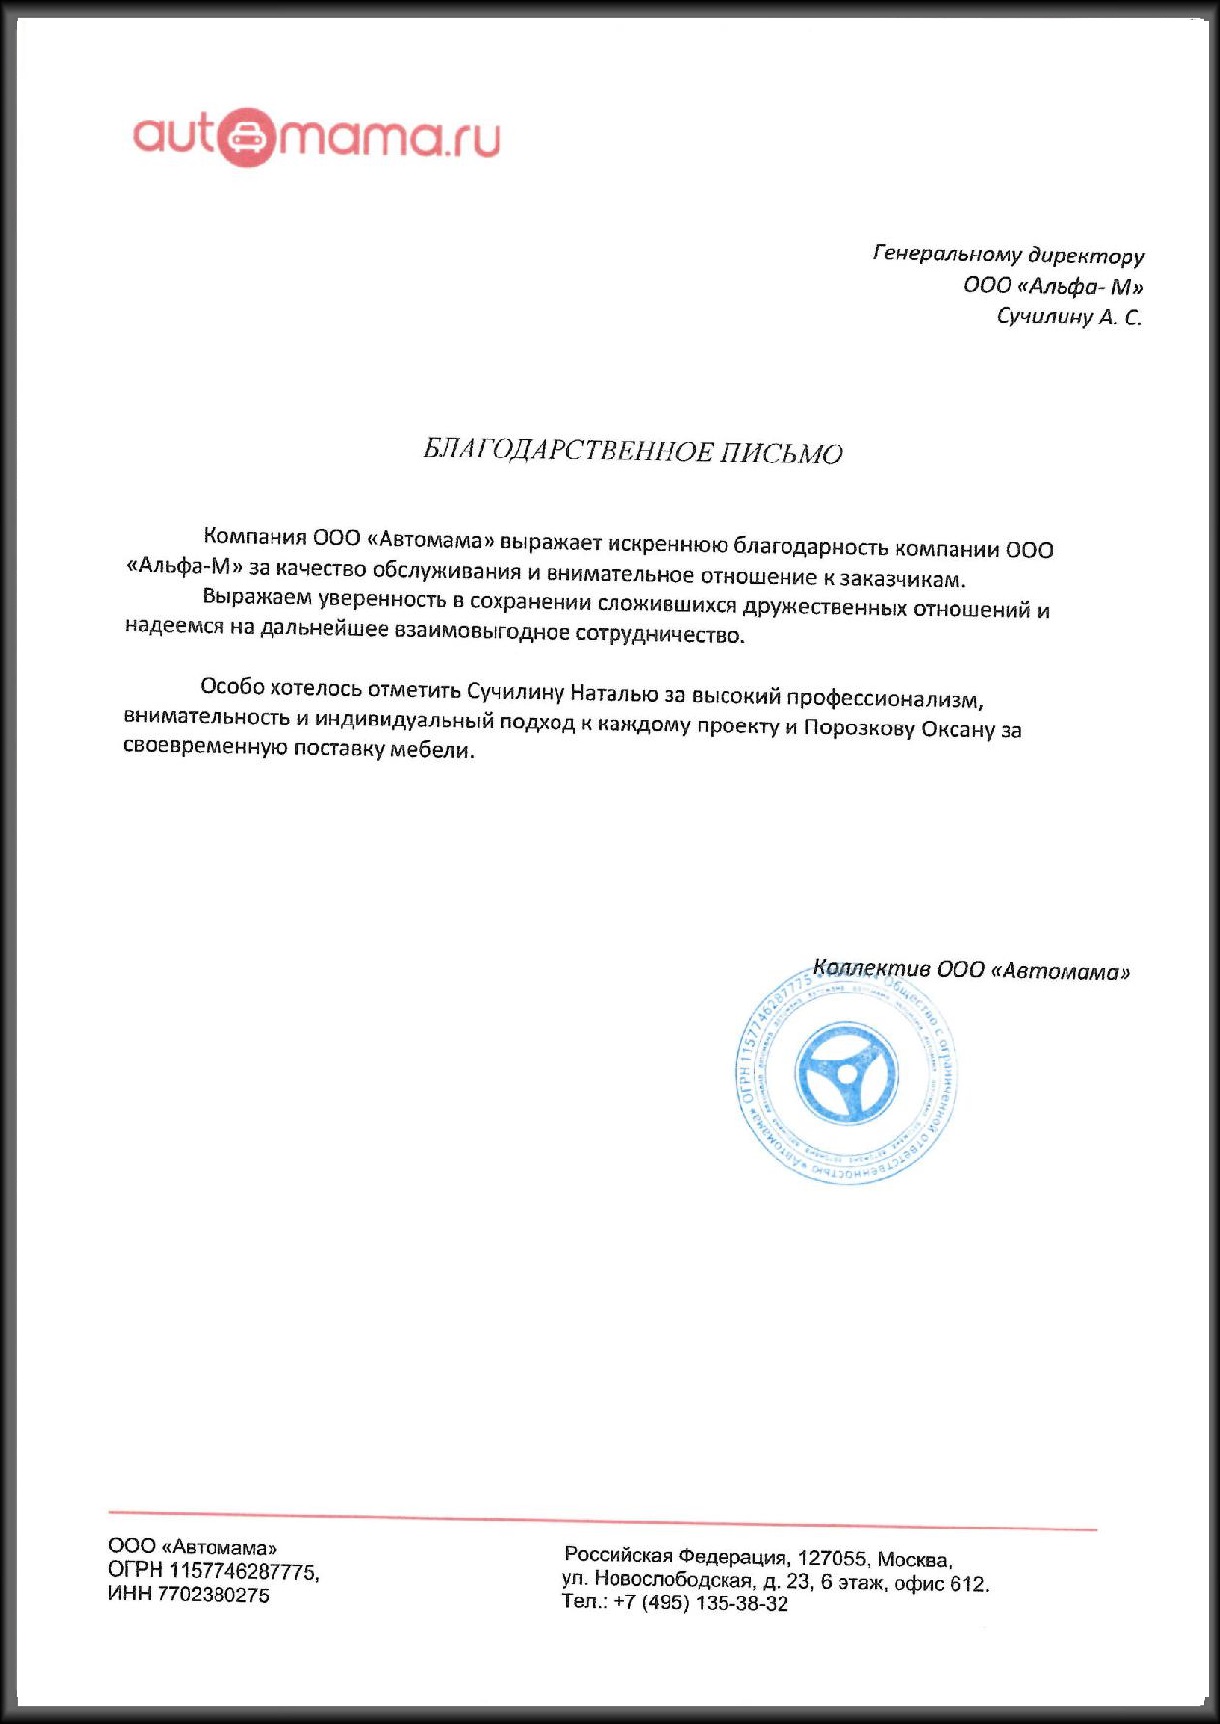 automama.ru
Генеральному директору
ООО «Альфа- М»
Сучилину А. С.
БЛАГОДАРСТВЕННОЕ ПИСЬМО
Компания ООО «Автомама» выражает искреннюю благодарность компании ООО
«Альфа-М» за качество обслуживания и внимательное отношение к заказчикам.
Выражаем уверенность в сохранении сложившихся дружественных отношений и
надеемся на дальнейшее взаимовыгодное сотрудничество.
Особо хотелось отметить Сучилину Наталью за высокий профессионализм,
внимательность и индивидуальный подход к каждому проекту и Порозкову Оксану за
своевременную поставку мебели.
Коллектив ООО «Автомама»
Общество с ограниченной ответственностью «Автомама» ОГРН 1157746287775
ООО «Автомама»
ОГРН 1157746287775,
ИНН 7702380275
Российская Федерация, 127055, Москва,
ул. Новослободская, д. 23, 6 этаж, офис 612.
Тел.: +7 (495) 135-38-32